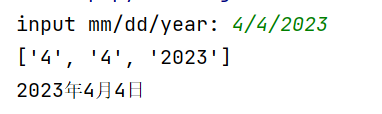 input mm/dd/year: 4/4/2023
['4', '4', '2023']
2023年4月4日